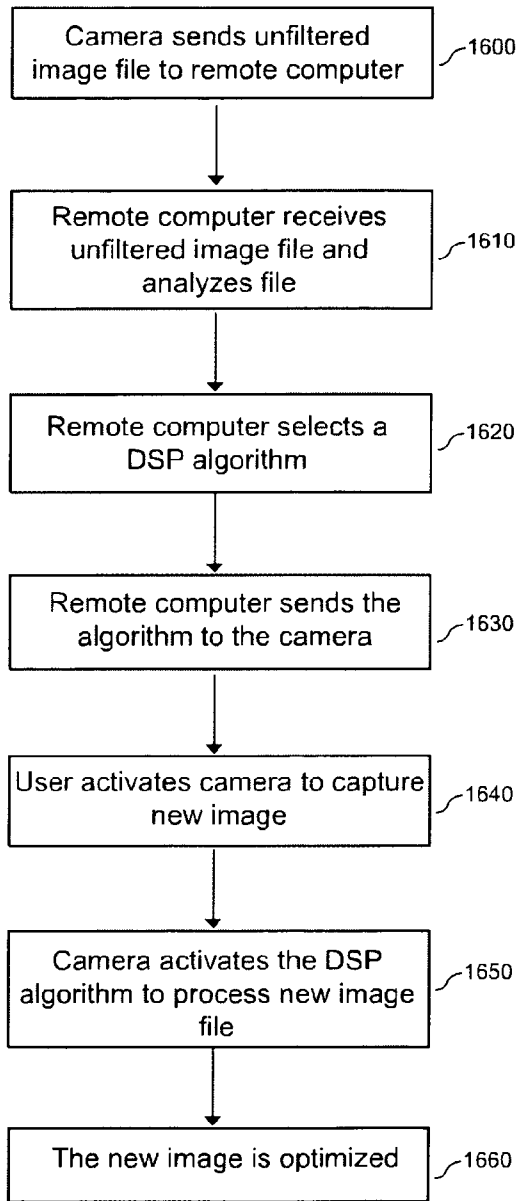 Camera sends unfiltered
image file to remote computer
1600
Remote computer receives
unfiltered image file and
analyzes file
1610
Remote computer selects a
DSP algorithm
1620
Remote computer sends the
algorithm to the camera
1630
User activates camera to capture
new image
1640
Camera activates the DSP
algorithm to process new image
file
1650
The new image is optimized
1660